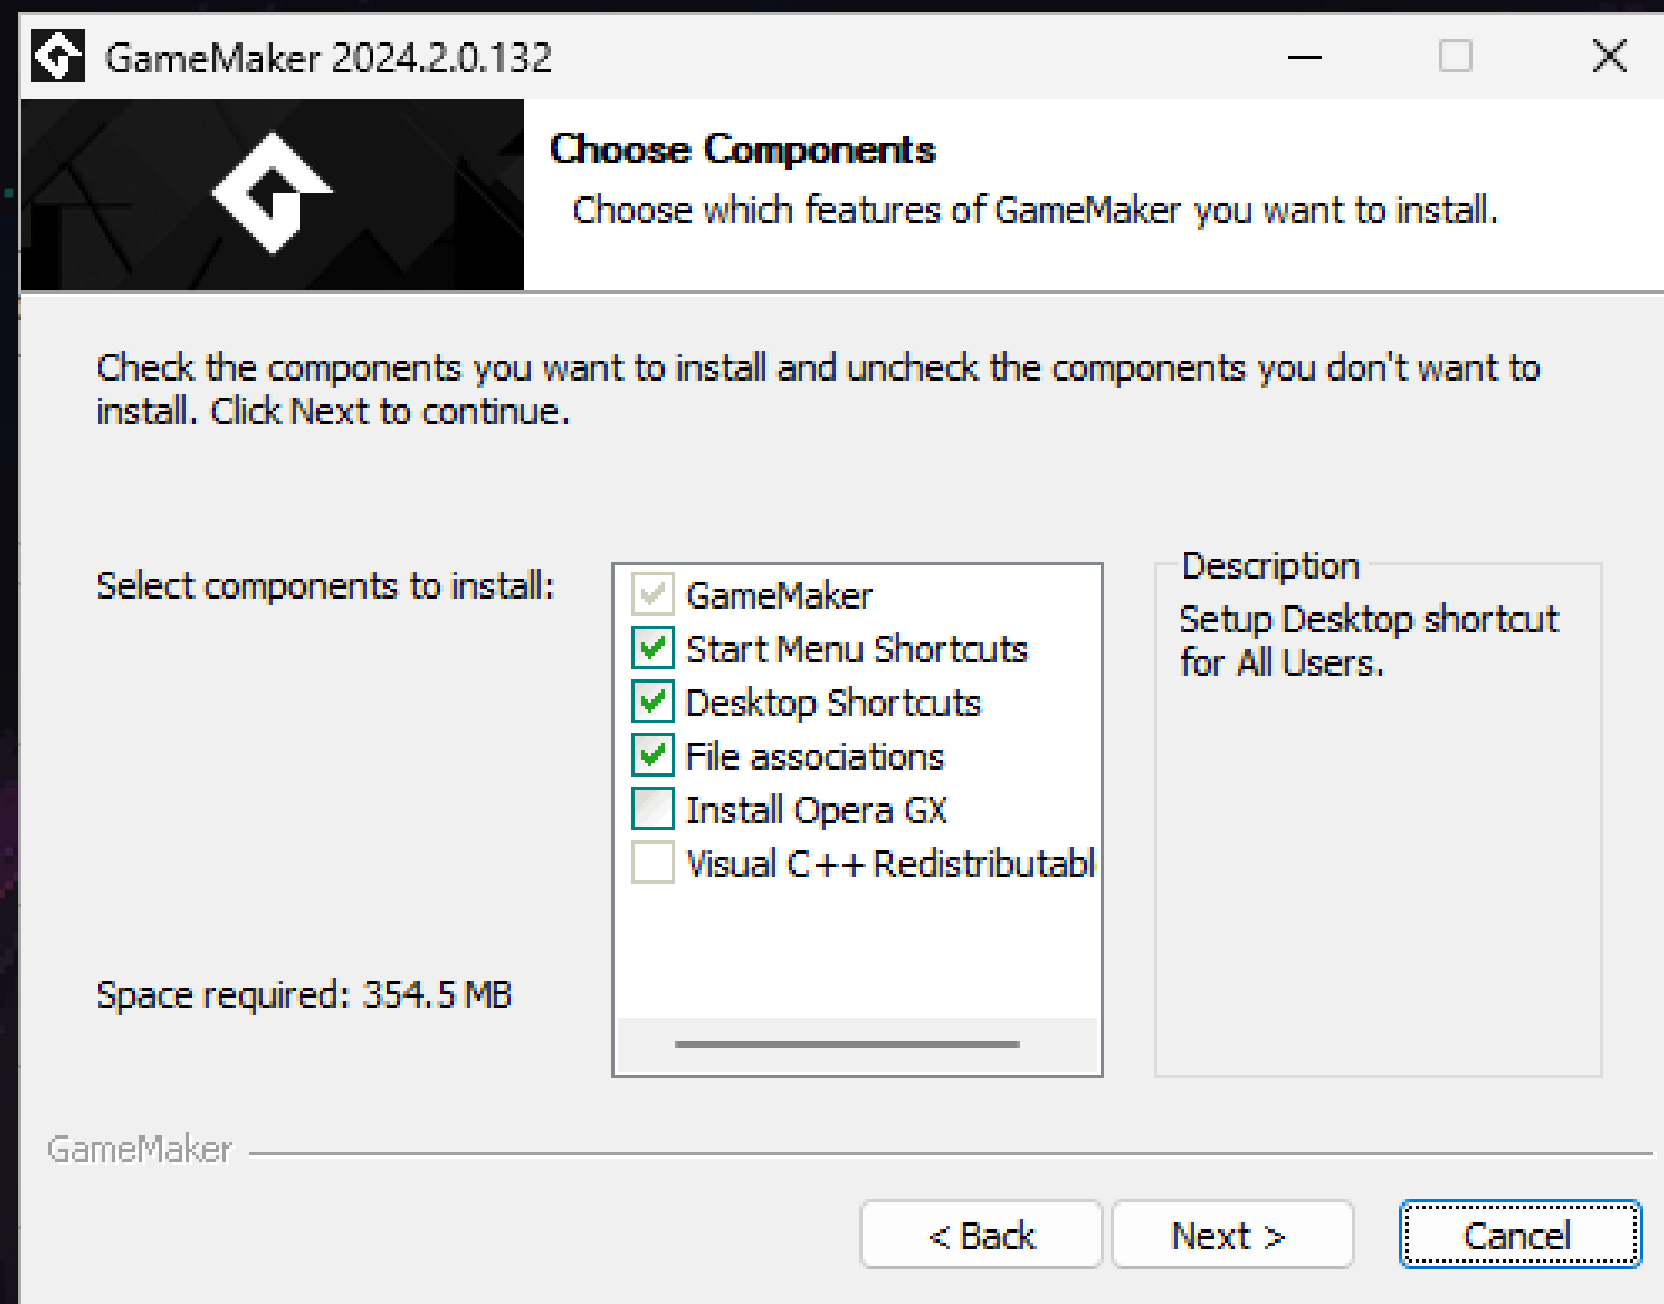 GameMaker 2024.2.0.132
Choose Components
Choose which features of GameMaker you want to install.
Check the components you want to install and uncheck the components you don't want to
install. Click Next to continue.
Select components to install:
GameMaker
Start Menu Shortcuts
Desktop Shortcuts
File associations
Install Opera GX
Visual C++ Redistributabl
Description
Setup Desktop shortcut
for All Users.
Space required: 354.5 MB
GameMaker
< Back
Next >
Cancel